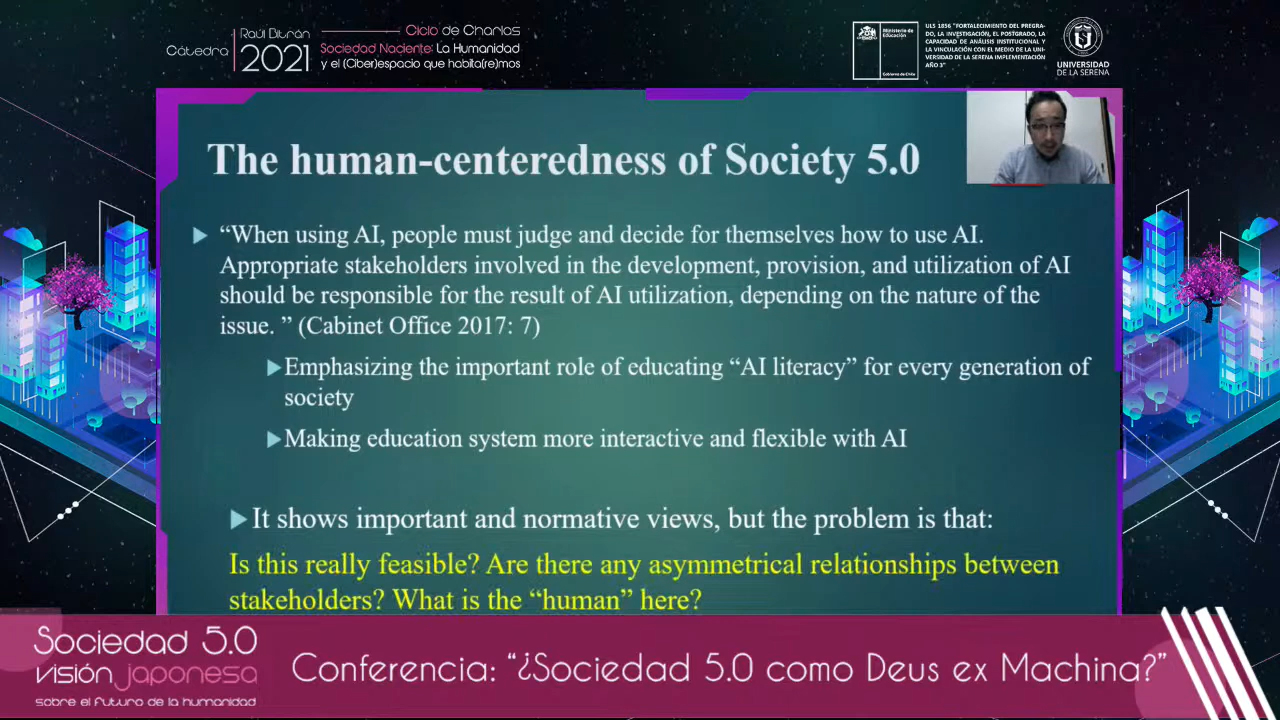 Cátedra
Raúl Bitrán
2021
Ciclo de Charlas
Sociedad Naciente: La Humanidad
y el (Ciber)espacio que habita(re)mos
Ministerio de
Educación
Gobierno de Chile
ULS 1856 "FORTALECIMIENTO DEL PREGRA-
DO, LA INVESTIGACIÓN, EL POSTGRADO, LA
CAPACIDAD DE ANÁLISIS INSTITUCIONAL Y
LA VINCULACIÓN CON EL MEDIO DE LA UNI-
VERSIDAD DE LA SERENA IMPLEMENTACIÓN
AÑO 3"
UNIVERSIDAD
DE LA SERENA
The human-centeredness of Society 5.0
“When using AI, people must judge and decide for themselves how to use AI.
Appropriate stakeholders involved in the development, provision, and utilization of AI
should be responsible for the result of AI utilization, depending on the nature of the
issue. ” (Cabinet Office 2017: 7)
Emphasizing the important role of educating “AI literacy” for every generation of
society
Making education system more interactive and flexible with AI
It shows important and normative views, but the problem is that:
Is this really feasible? Are there any asymmetrical relationships between
stakeholders? What is the “human” here?
Sociedad 5.0
visión japonesa
sobre el futuro de la humanidad
Conferencia: “¿Sociedad 5.0 como Deus ex Machina?”